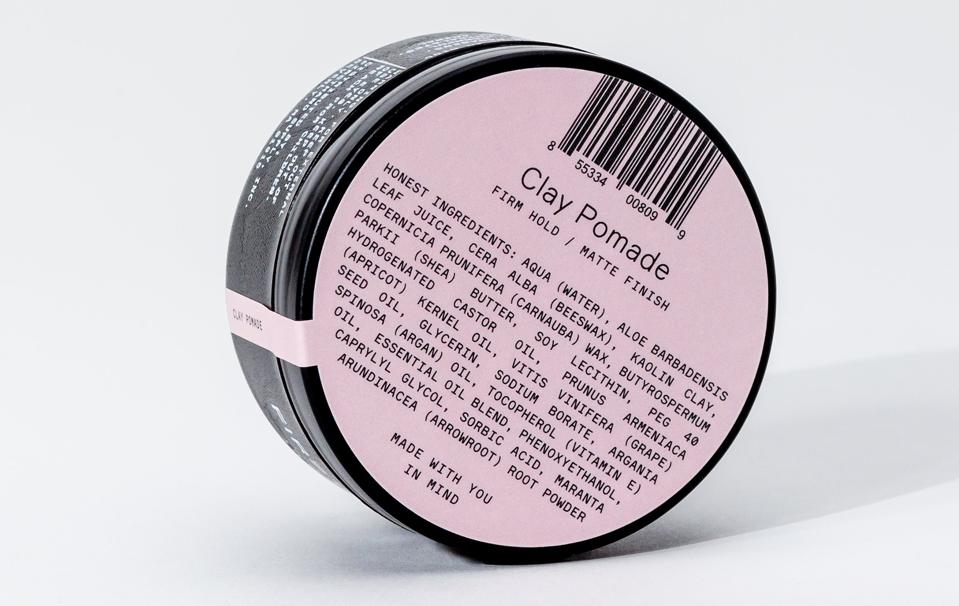 8 55334 00809 9
Clay Pomade
FIRM HOLD / MATTE FINISH
HONEST INGREDIENTS: AQUA (WATER), ALOE BARBADENSIS
LEAF JUICE, CERA ALBA (BEESWAX), KAOLIN CLAY,
COPERNICIA PRUNIFERA (CARNAUBA) WAX, BUTYROSPERMUM
PARKII (SHEA) BUTTER, SOY LECITHIN, PEG 40
HYDROGENATED CASTOR OIL, PRUNUS ARMENIACA
(APRICOT) KERNEL OIL, VITIS VINIFERA (GRAPE)
SEED OIL, GLYCERIN, SODIUM BORATE, ARGANIA
SPINOSA (ARGAN) OIL, TOCOPHEROL (VITAMIN E)
OIL, ESSENTIAL OIL BLEND, PHENOXYETHANOL,
CAPRYLYL GLYCOL, SORBIC ACID, MARANTA
ARUNDINACEA (ARROWROOT) ROOT POWDER
MADE WITH YOU
IN MIND
CLAY POMADE